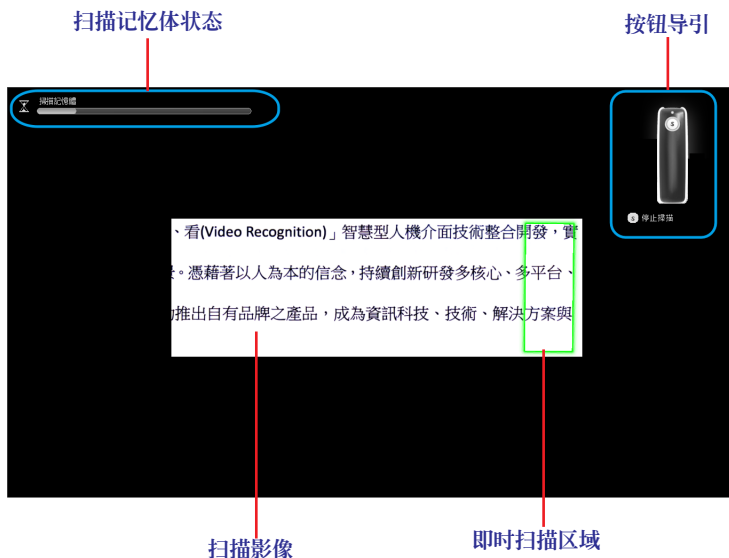 扫描记忆体状态
按钮导引
掃描記憶體
S
S 停止掃描
、看(Video Recognition)」智慧型人機介面技術整合開發，實
。憑藉著以人為本的信念，持續創新研發多核心、多平台、
推出自有品牌之產品，成為資訊科技、技術、解決方案與
扫描影像
即时扫描区域